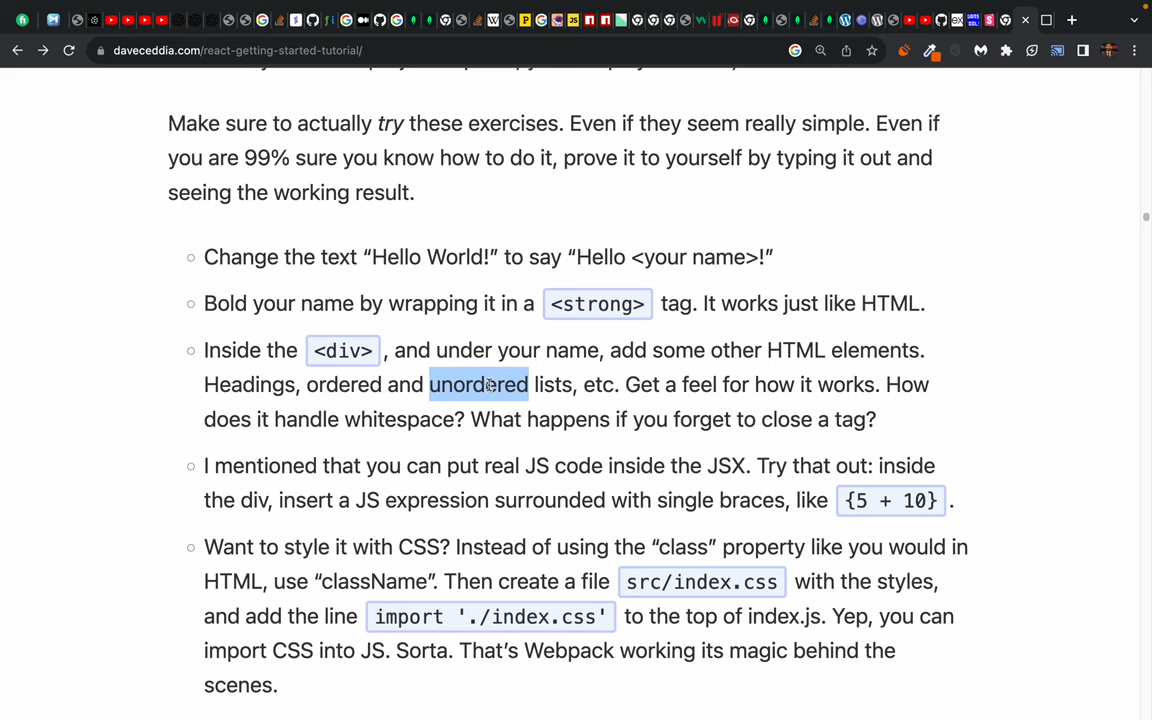 daveceddia.com/react-getting-started-tutorial/
Make sure to actually try these exercises. Even if they seem really simple. Even if
you are 99% sure you know how to do it, prove it to yourself by typing it out and
seeing the working result.
Change the text “Hello World!” to say “Hello <your name>!”
Bold your name by wrapping it in a <strong> tag. It works just like HTML.
Inside the <div>, and under your name, add some other HTML elements.
Headings, ordered and unordered lists, etc. Get a feel for how it works. How
does it handle whitespace? What happens if you forget to close a tag?
I mentioned that you can put real JS code inside the JSX. Try that out: inside
the div, insert a JS expression surrounded with single braces, like {5 + 10}.
Want to style it with CSS? Instead of using the “class” property like you would in
HTML, use “className”. Then create a file src/index.css with the styles,
and add the line import './index.css' to the top of index.js. Yep, you can
import CSS into JS. Sorta. That’s Webpack working its magic behind the
scenes.